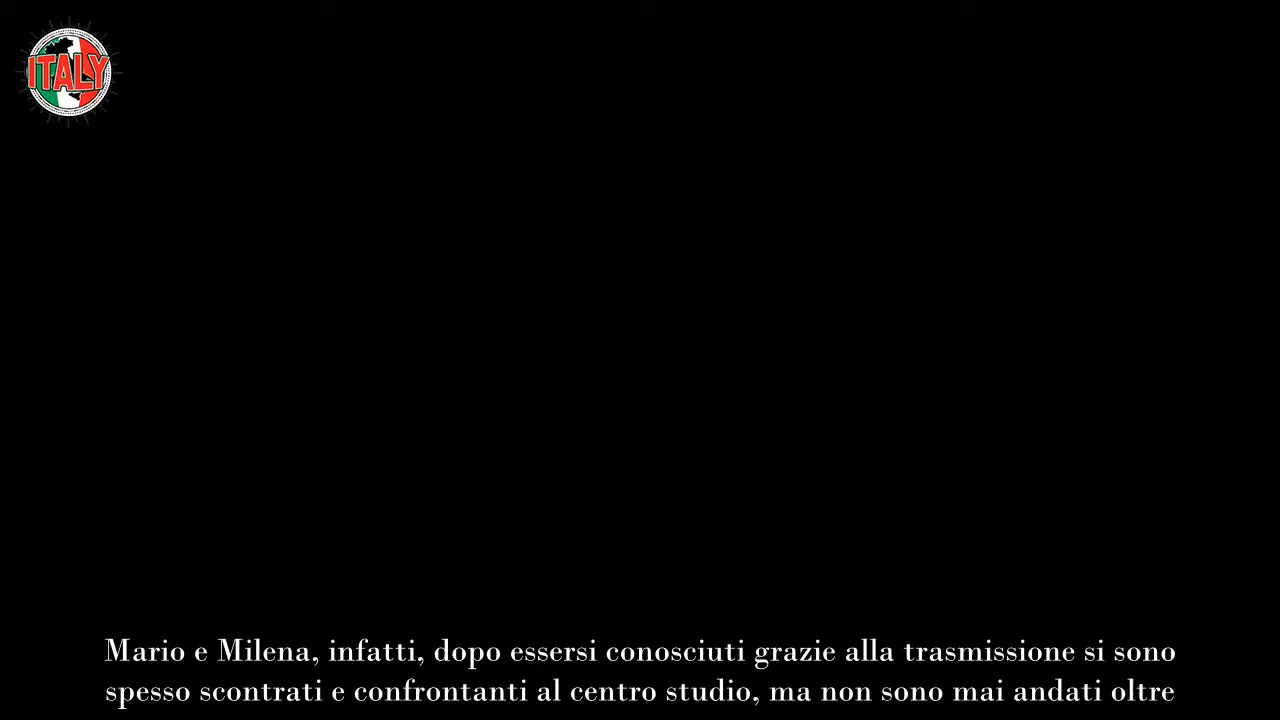 ITALY
Mario e Milena, infatti, dopo essersi conosciuti grazie alla trasmissione si sono
spesso scontrati e confrontanti al centro studio, ma non sono mai andati oltre